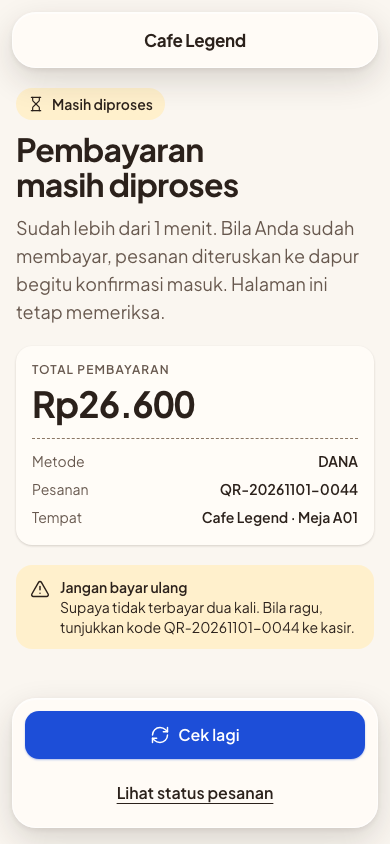 Cafe Legend
Masih diproses
Pembayaran
masih diproses
Sudah lebih dari 1 menit. Bila Anda sudah
membayar, pesanan diteruskan ke dapur
begitu konfirmasi masuk. Halaman ini
tetap memeriksa.
TOTAL PEMBAYARAN
Rp26.600
Metode DANA
Pesanan QR-20261101-0044
Tempat Cafe Legend · Meja A01
Jangan bayar ulang
Supaya tidak terbayar dua kali. Bila ragu,
tunjukkan kode QR-20261101-0044 ke kasir.
Cek lagi
Lihat status pesanan